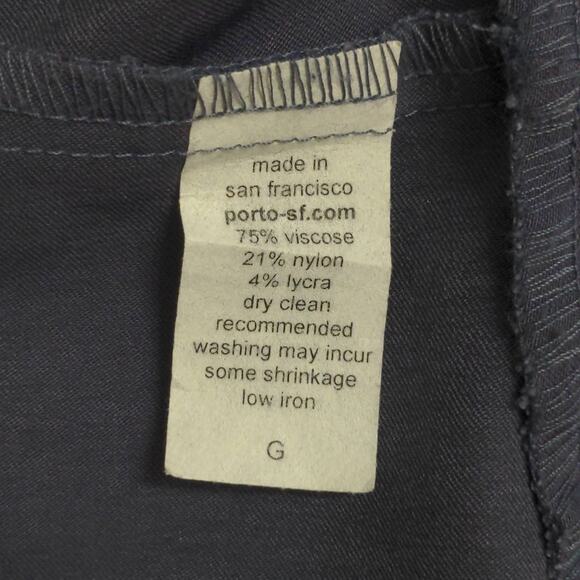 made in
san francisco
porto-sf.com
75% viscose
21% nylon
4% lycra
dry clean
recommended
washing may incur
some shrinkage
low iron
G